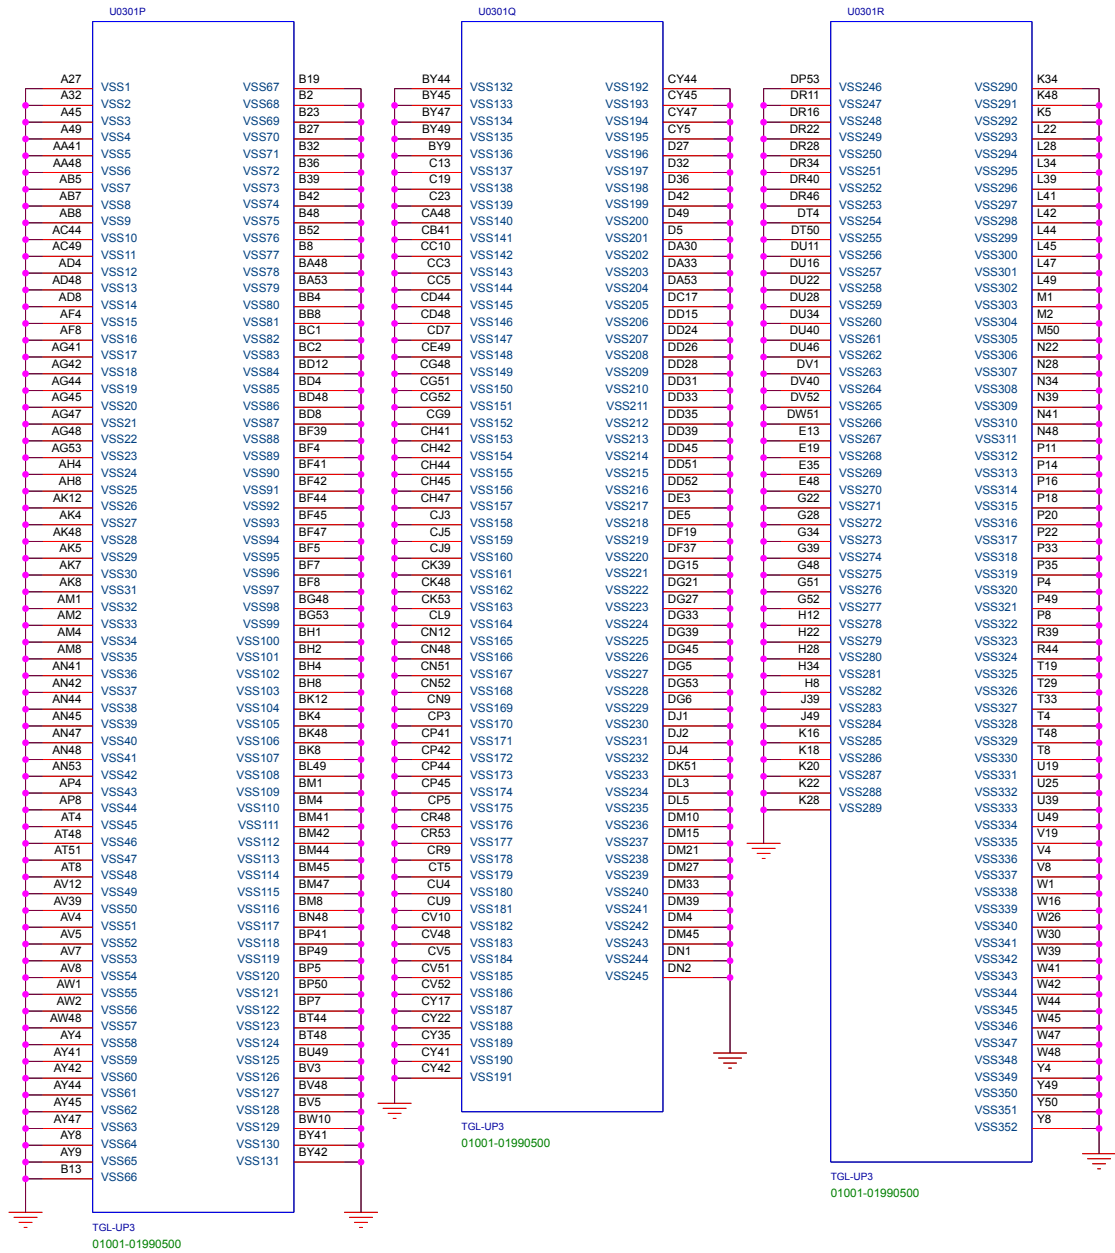 U0301P
A27 VSS1 VSS67 B19
A32 VSS2 VSS68 B2
A45 VSS3 VSS69 B23
A49 VSS4 VSS70 B27
AA41 VSS5 VSS71 B32
AA48 VSS6 VSS72 B36
AB5 VSS7 VSS73 B39
AB7 VSS8 VSS74 B42
AB8 VSS9 VSS75 B48
AC44 VSS10 VSS76 B52
AC49 VSS11 VSS77 B8
AD4 VSS12 VSS78 BA48
AD48 VSS13 VSS79 BA53
AD8 VSS14 VSS80 BB4
AF4 VSS15 VSS81 BB8
AF8 VSS16 VSS82 BC1
AG41 VSS17 VSS83 BC2
AG42 VSS18 VSS84 BD12
AG44 VSS19 VSS85 BD4
AG45 VSS20 VSS86 BD48
AG47 VSS21 VSS87 BD8
AG48 VSS22 VSS88 BF39
AG53 VSS23 VSS89 BF4
AH4 VSS24 VSS90 BF41
AH8 VSS25 VSS91 BF42
AK12 VSS26 VSS92 BF44
AK4 VSS27 VSS93 BF45
AK48 VSS28 VSS94 BF47
AK5 VSS29 VSS95 BF5
AK7 VSS30 VSS96 BF7
AK8 VSS31 VSS97 BF8
AM1 VSS32 VSS98 BG48
AM2 VSS33 VSS99 BG53
AM4 VSS34 VSS100 BH1
AM8 VSS35 VSS101 BH2
AN41 VSS36 VSS102 BH4
AN42 VSS37 VSS103 BH8
AN44 VSS38 VSS104 BK12
AN45 VSS39 VSS105 BK4
AN47 VSS40 VSS106 BK48
AN48 VSS41 VSS107 BK8
AN53 VSS42 VSS108 BL49
AP4 VSS43 VSS109 BM1
AP8 VSS44 VSS110 BM4
AT4 VSS45 VSS111 BM41
AT48 VSS46 VSS112 BM42
AT51 VSS47 VSS113 BM44
AT8 VSS48 VSS114 BM45
AV12 VSS49 VSS115 BM47
AV39 VSS50 VSS116 BM8
AV4 VSS51 VSS117 BN48
AV5 VSS52 VSS118 BP41
AV7 VSS53 VSS119 BP49
AV8 VSS54 VSS120 BP5
AW1 VSS55 VSS121 BP50
AW2 VSS56 VSS122 BP7
AW48 VSS57 VSS123 BT44
AY4 VSS58 VSS124 BT48
AY41 VSS59 VSS125 BU49
AY42 VSS60 VSS126 BV3
AY44 VSS61 VSS127 BV48
AY45 VSS62 VSS128 BV5
AY47 VSS63 VSS129 BW10
AY8 VSS64 VSS130 BY41
AY9 VSS65 VSS131 BY42
B13 VSS66
TGL-UP3
01001-01990500
U0301Q
BY44 VSS132 VSS192 CY44
BY45 VSS133 VSS193 CY45
BY47 VSS134 VSS194 CY47
BY49 VSS135 VSS195 CY5
BY9 VSS136 VSS196 D27
C13 VSS137 VSS197 D32
C19 VSS138 VSS198 D36
C23 VSS139 VSS199 D42
CA48 VSS140 VSS200 D49
CB41 VSS141 VSS201 D5
CC10 VSS142 VSS202 DA30
CC3 VSS143 VSS203 DA33
CC5 VSS144 VSS204 DA53
CD44 VSS145 VSS205 DC17
CD48 VSS146 VSS206 DD15
CD7 VSS147 VSS207 DD24
CE49 VSS148 VSS208 DD26
CG48 VSS149 VSS209 DD28
CG51 VSS150 VSS210 DD31
CG52 VSS151 VSS211 DD33
CG9 VSS152 VSS212 DD35
CH41 VSS153 VSS213 DD39
CH42 VSS154 VSS214 DD45
CH44 VSS155 VSS215 DD51
CH45 VSS156 VSS216 DD52
CH47 VSS157 VSS217 DE3
CJ3 VSS158 VSS218 DE5
CJ5 VSS159 VSS219 DF19
CJ9 VSS160 VSS220 DF37
CK39 VSS161 VSS221 DG15
CK48 VSS162 VSS222 DG21
CK53 VSS163 VSS223 DG27
CL9 VSS164 VSS224 DG33
CN12 VSS165 VSS225 DG39
CN48 VSS166 VSS226 DG45
CN51 VSS167 VSS227 DG5
CN52 VSS168 VSS228 DG53
CN9 VSS169 VSS229 DG6
CP3 VSS170 VSS230 DJ1
CP41 VSS171 VSS231 DJ2
CP42 VSS172 VSS232 DJ4
CP44 VSS173 VSS233 DK51
CP45 VSS174 VSS234 DL3
CP5 VSS175 VSS235 DL5
CR48 VSS176 VSS236 DM10
CR53 VSS177 VSS237 DM15
CR9 VSS178 VSS238 DM21
CT5 VSS179 VSS239 DM27
CU4 VSS180 VSS240 DM33
CU9 VSS181 VSS241 DM39
CV10 VSS182 VSS242 DM4
CV48 VSS183 VSS243 DM45
CV5 VSS184 VSS244 DN1
CV51 VSS185 VSS245 DN2
CV52 VSS186
CY17 VSS187
CY22 VSS188
CY35 VSS189
CY41 VSS190
CY42 VSS191
TGL-UP3
01001-01990500
U0301R
DP53 VSS246 VSS290 K34
DR11 VSS247 VSS291 K48
DR16 VSS248 VSS292 K5
DR22 VSS249 VSS293 L22
DR28 VSS250 VSS294 L28
DR34 VSS251 VSS295 L34
DR40 VSS252 VSS296 L39
DR46 VSS253 VSS297 L41
DT4 VSS254 VSS298 L42
DT50 VSS255 VSS299 L44
DU11 VSS256 VSS300 L45
DU16 VSS257 VSS301 L47
DU22 VSS258 VSS302 L49
DU28 VSS259 VSS303 M1
DU34 VSS260 VSS304 M2
DU40 VSS261 VSS305 M50
DU46 VSS262 VSS306 N22
DV1 VSS263 VSS307 N28
DV40 VSS264 VSS308 N34
DV52 VSS265 VSS309 N39
DW51 VSS266 VSS310 N41
E13 VSS267 VSS311 N48
E19 VSS268 VSS312 P11
E35 VSS269 VSS313 P14
E48 VSS270 VSS314 P16
G22 VSS271 VSS315 P18
G28 VSS272 VSS316 P20
G34 VSS273 VSS317 P22
G39 VSS274 VSS318 P33
G48 VSS275 VSS319 P35
G51 VSS276 VSS320 P4
G52 VSS277 VSS321 P49
H12 VSS278 VSS322 P8
H22 VSS279 VSS323 R39
H28 VSS280 VSS324 R44
H34 VSS281 VSS325 T19
H8 VSS282 VSS326 T29
J39 VSS283 VSS327 T33
J49 VSS284 VSS328 T4
K16 VSS285 VSS329 T48
K18 VSS286 VSS330 T8
K20 VSS287 VSS331 U19
K22 VSS288 VSS332 U25
K28 VSS289 VSS333 U39
VSS334 U49
VSS335 V19
VSS336 V4
VSS337 V8
VSS338 W1
VSS339 W16
VSS340 W26
VSS341 W30
VSS342 W39
VSS343 W41
VSS344 W42
VSS345 W44
VSS346 W45
VSS347 W47
VSS348 W48
VSS349 Y4
VSS350 Y49
VSS351 Y50
VSS352 Y8
TGL-UP3
01001-01990500